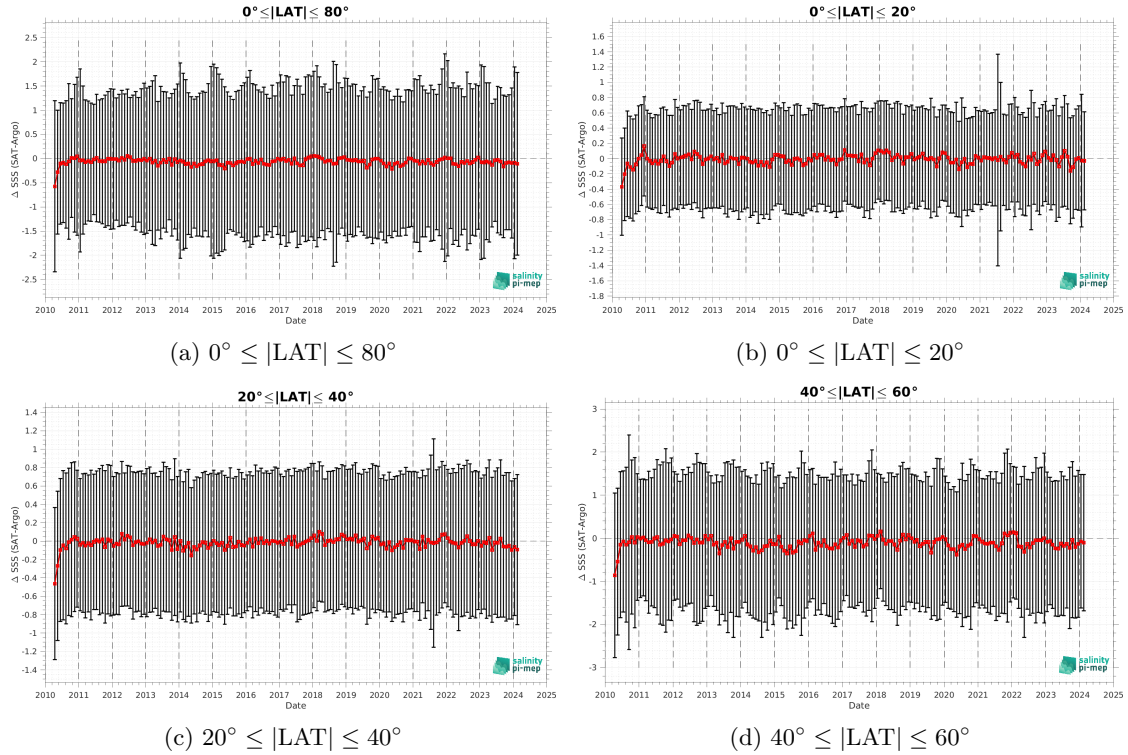 0°≤|LAT|≤ 80°
Δ SSS (SAT-Argo)
2.5
2
1.5
1
0.5
0
-0.5
-1
-1.5
-2
-2.5
2010 2011 2012 2013 2014 2015 2016 2017 2018 2019 2020 2021 2022 2023 2024 2025
Date
salinity
pi-mep
(a) 0° ≤ |LAT| ≤ 80°
0°≤|LAT|≤ 20°
Δ SSS (SAT-Argo)
1.6
1.4
1.2
1
0.8
0.6
0.4
0.2
0
-0.2
-0.4
-0.6
-0.8
-1
-1.2
-1.4
-1.6
-1.8
2010 2011 2012 2013 2014 2015 2016 2017 2018 2019 2020 2021 2022 2023 2024 2025
Date
salinity
pi-mep
(b) 0° ≤ |LAT| ≤ 20°
20°≤|LAT|≤ 40°
Δ SSS (SAT-Argo)
1.4
1.2
1
0.8
0.6
0.4
0.2
0
-0.2
-0.4
-0.6
-0.8
-1
-1.2
-1.4
2010 2011 2012 2013 2014 2015 2016 2017 2018 2019 2020 2021 2022 2023 2024 2025
Date
salinity
pi-mep
(c) 20° ≤ |LAT| ≤ 40°
40°≤|LAT|≤ 60°
Δ SSS (SAT-Argo)
3
2
1
0
-1
-2
-3
2010 2011 2012 2013 2014 2015 2016 2017 2018 2019 2020 2021 2022 2023 2024 2025
Date
salinity
pi-mep
(d) 40° ≤ |LAT| ≤ 60°